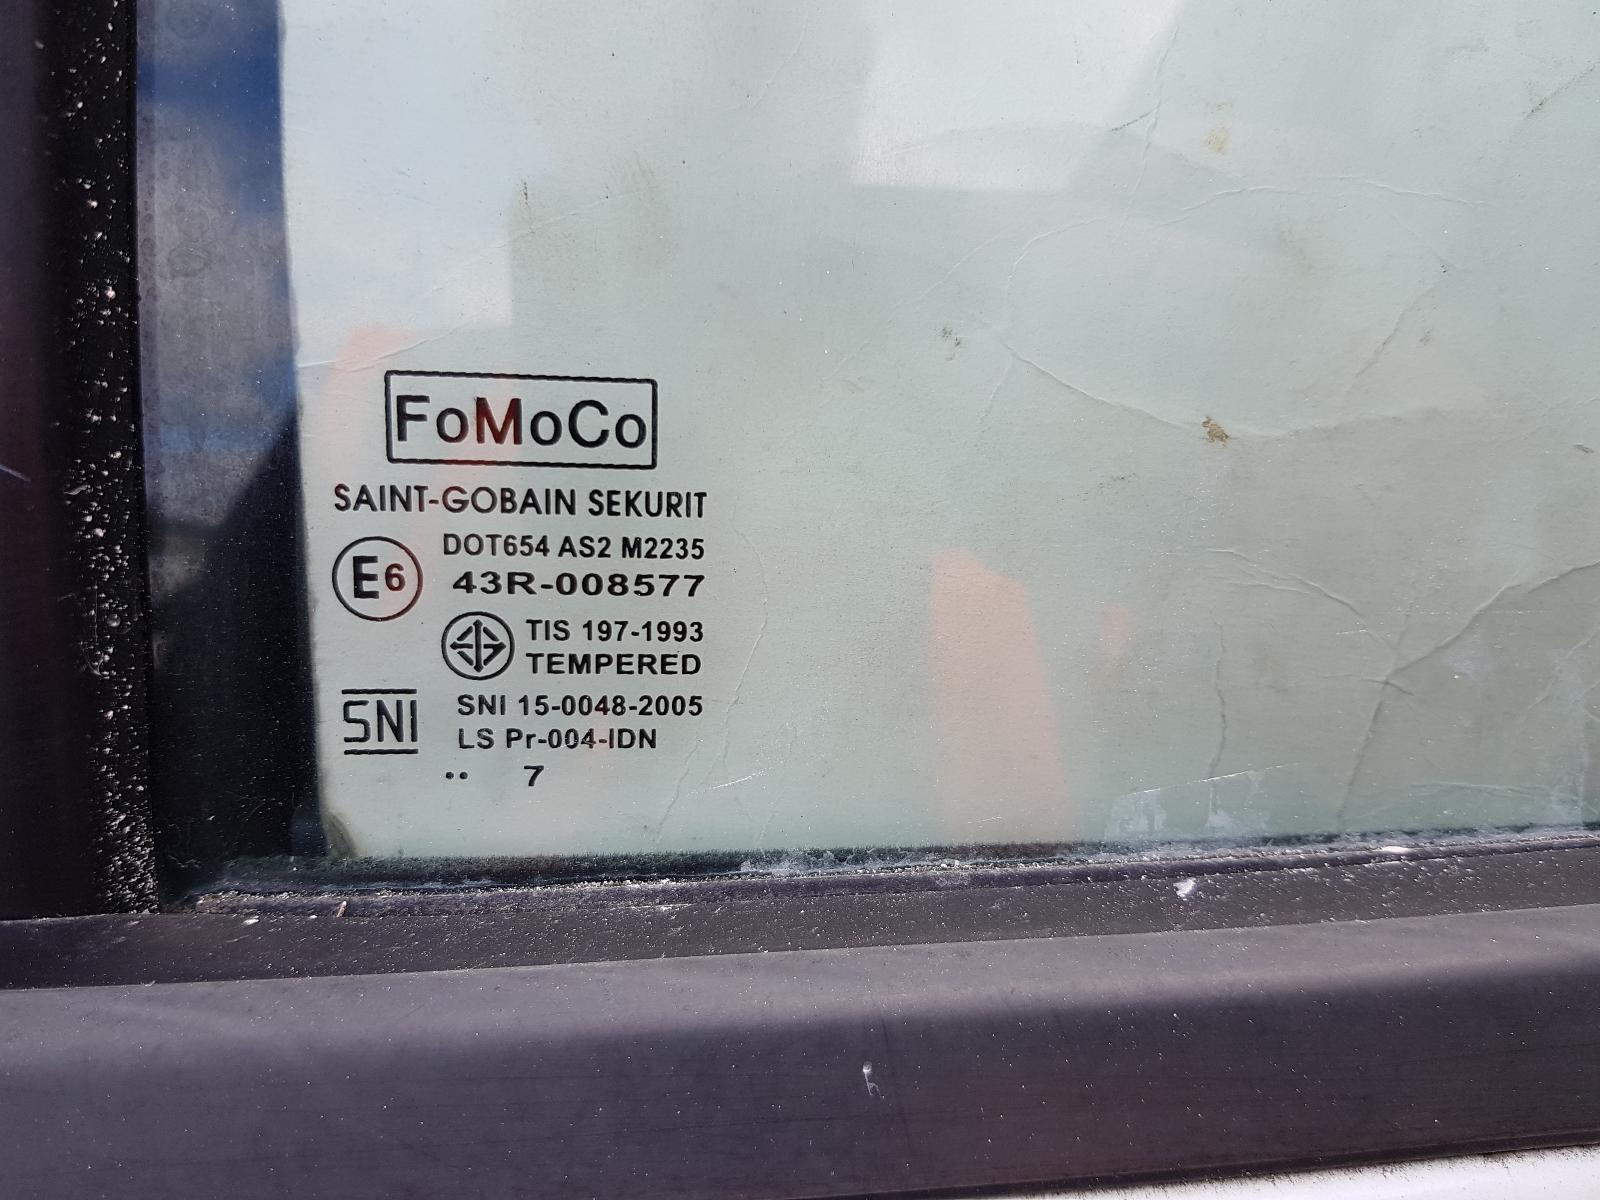 FoMoCo
SAINT-GOBAIN SEKURIT
DOT654 AS2 M2235
E6 43R-008577
TIS 197-1993
TEMPERED
SNI SNI 15-0048-2005
LS Pr-004-IDN
.. 7